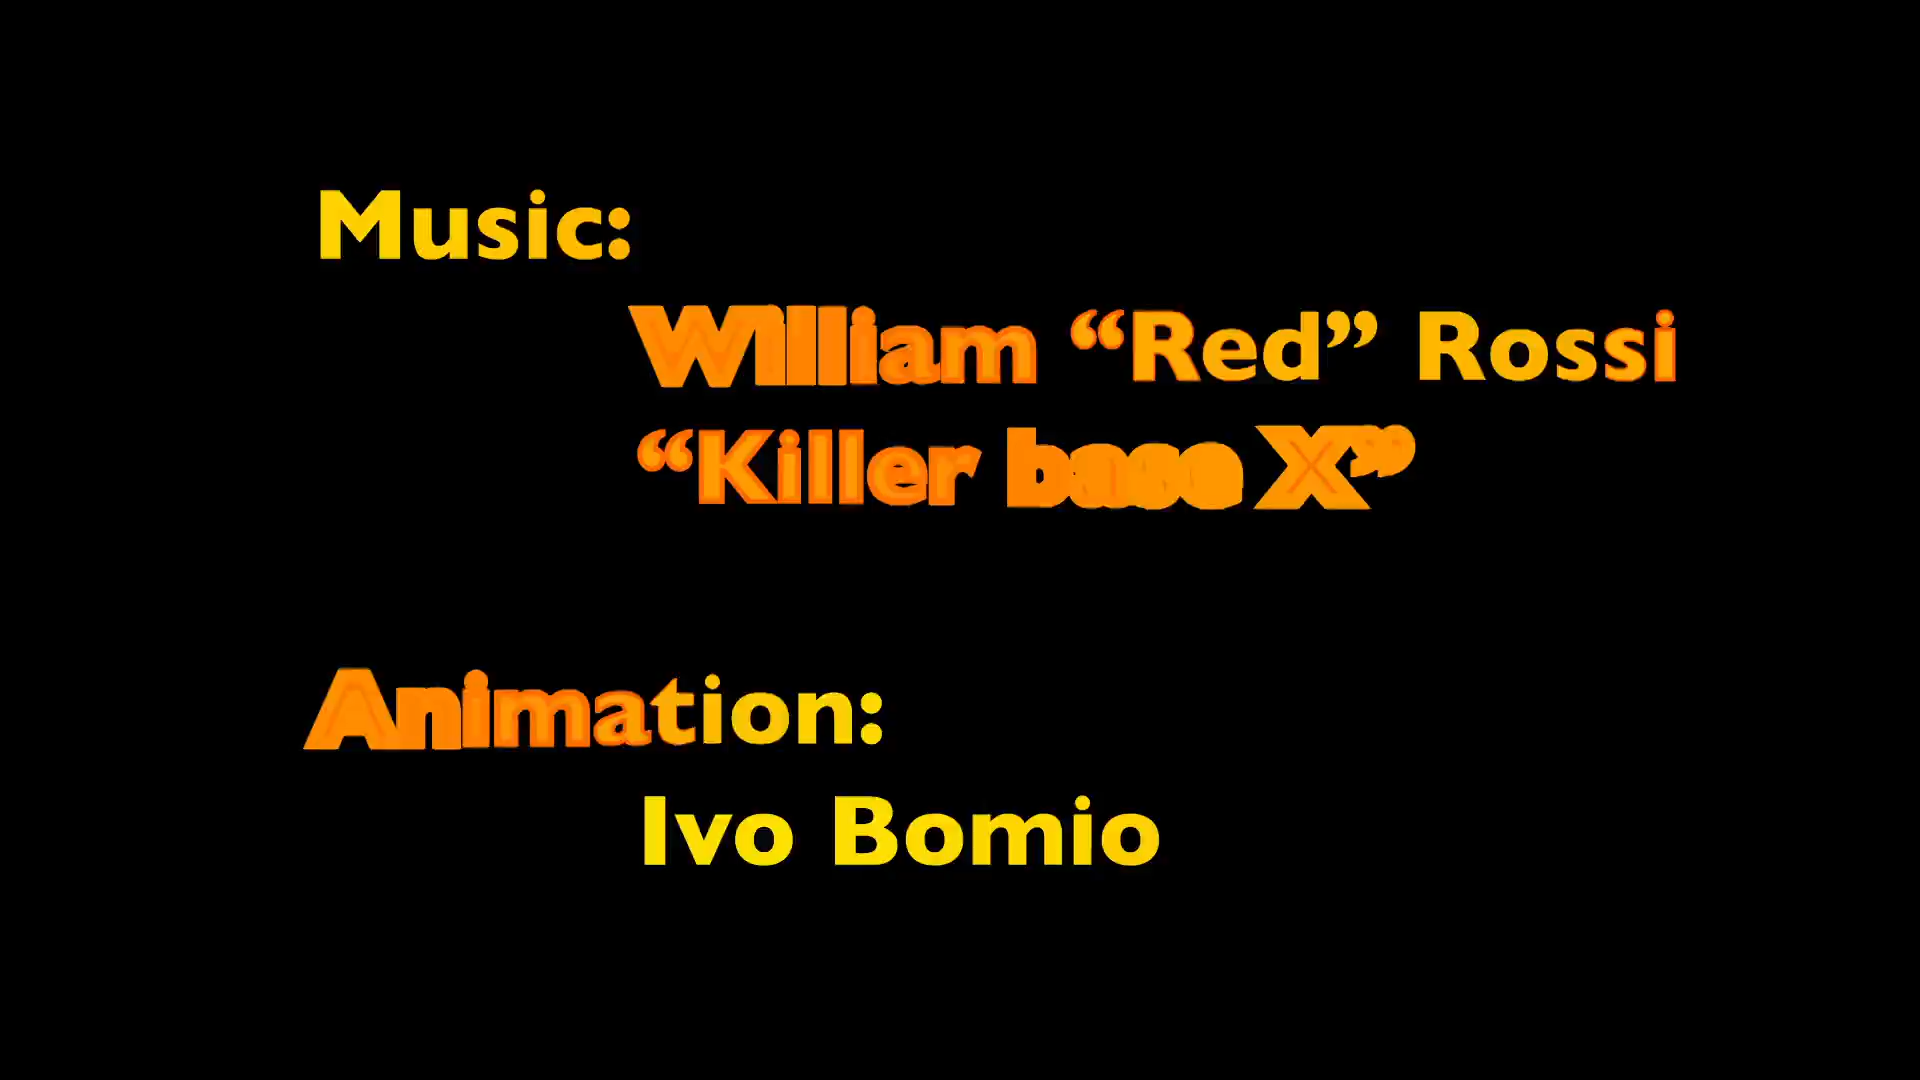 Music:
William “Red” Rossi
“Killer base X”
Animation:
Ivo Bomio